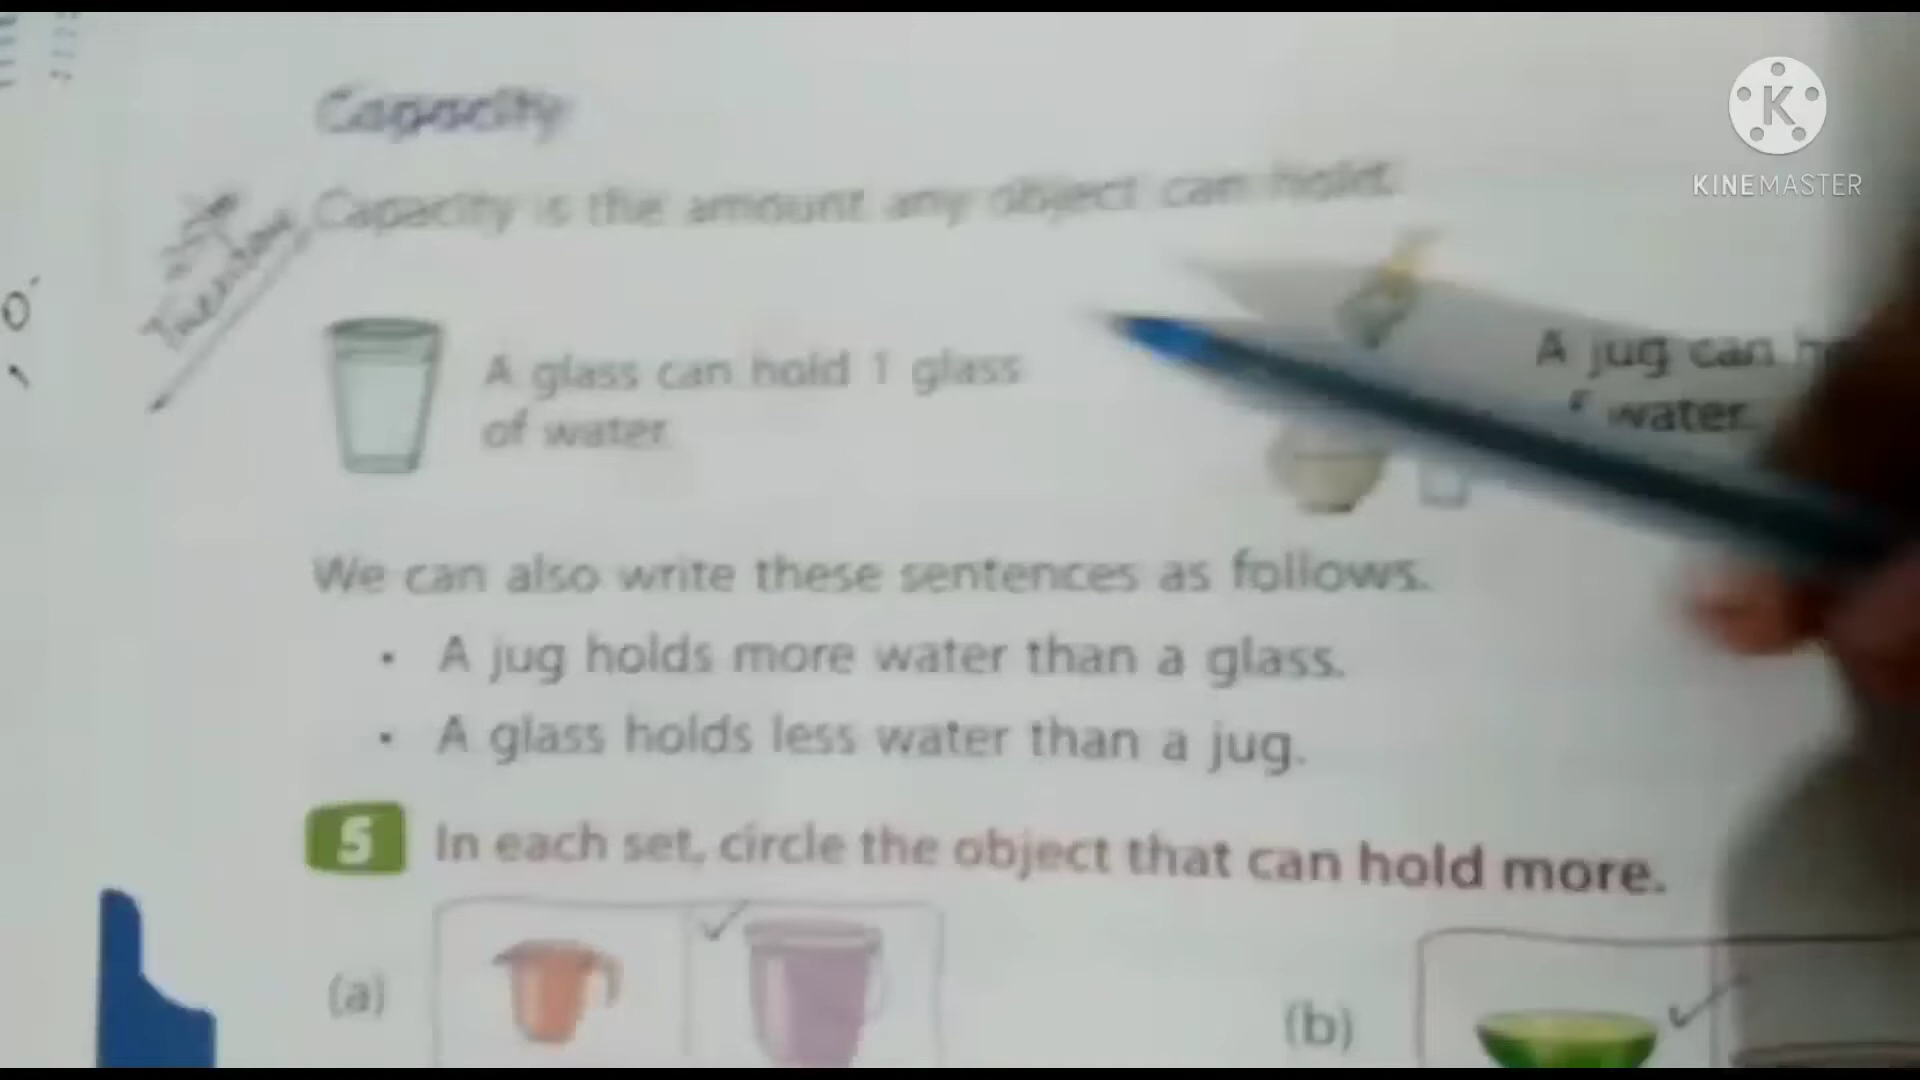 Capacity
Capacity is the amount any object can hold.
A glass can hold 1 glass
of water.
A jug can
water.
We can also write these sentences as follows.
• A jug holds more water than a glass.
• A glass holds less water than a jug.
5 In each set, circle the object that can hold more.
(a)
(b)
K
KINEMASTER